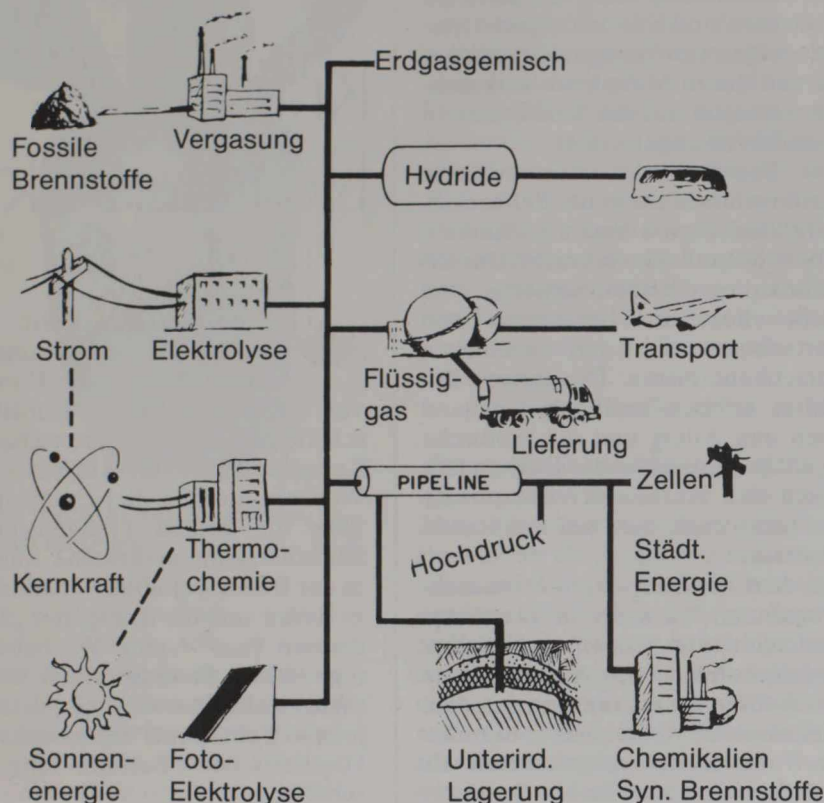 Erdgasgemisch
Vergasung
Fossile
Brennstoffe
Hydride
Strom
Elektrolyse
Flüssig-
gas
Transport
Lieferung
PIPELINE
Zellen
Hochdruck
Kernkraft
Thermo-
chemie
Städt.
Energie
Sonnen-
energie
Foto-
Elektrolyse
Unterird.
Lagerung
Chemikalien
Syn. Brennstoffe